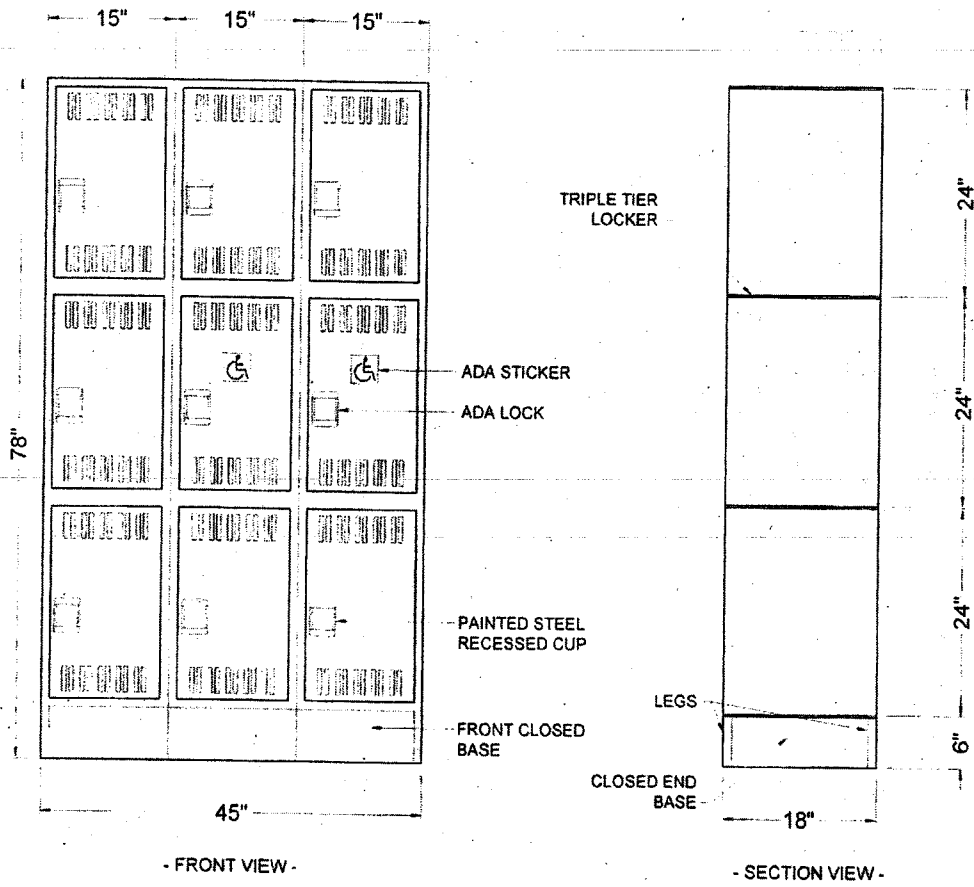 15" 15" 15"
78"
TRIPLE TIER
LOCKER
24"
ADA STICKER
ADA LOCK
24"
PAINTED STEEL
RECESSED CUP
24"
LEGS
FRONT CLOSED
BASE
6"
CLOSED END
BASE
45"
18"
- FRONT VIEW -
- SECTION VIEW -